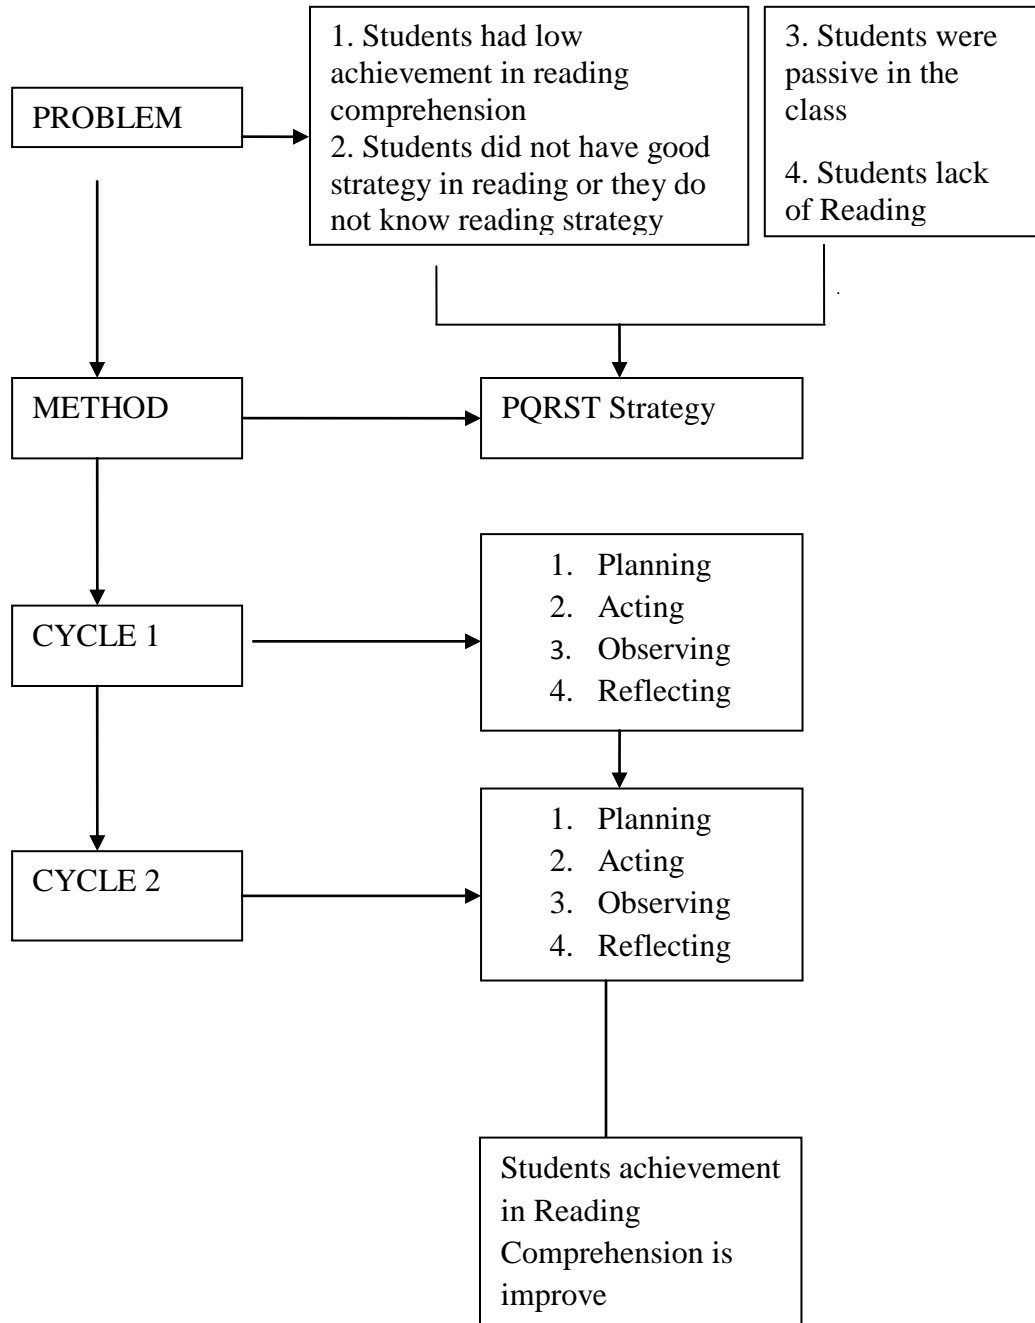 PROBLEM
1. Students had low
achievement in reading
comprehension
2. Students did not have good
strategy in reading or they do
not know reading strategy
3. Students were
passive in the
class
4. Students lack
of Reading
.
METHOD
PQRST Strategy
1. Planning
2. Acting
3. Observing
4. Reflecting
CYCLE 1
1. Planning
2. Acting
3. Observing
4. Reflecting
CYCLE 2
Students achievement
in Reading
Comprehension is
improve